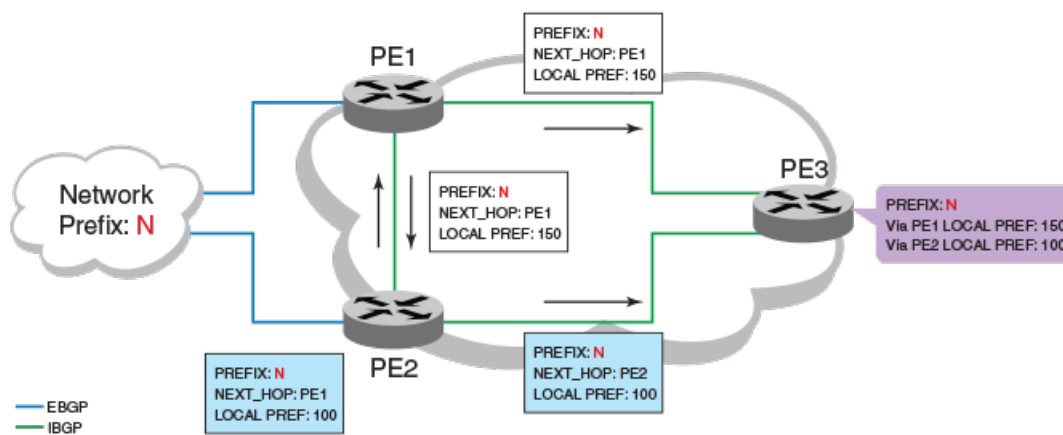 PE1
PREFIX: N
NEXT_HOP: PE1
LOCAL PREF: 150
Network
Prefix: N
PREFIX: N
NEXT_HOP: PE1
LOCAL PREF: 150
PE3
PREFIX: N
Via PE1 LOCAL PREF: 150
Via PE2 LOCAL PREF: 100
PE2
PREFIX: N
NEXT_HOP: PE1
LOCAL PREF: 100
PREFIX: N
NEXT_HOP: PE2
LOCAL PREF: 100
EBGP
IBGP